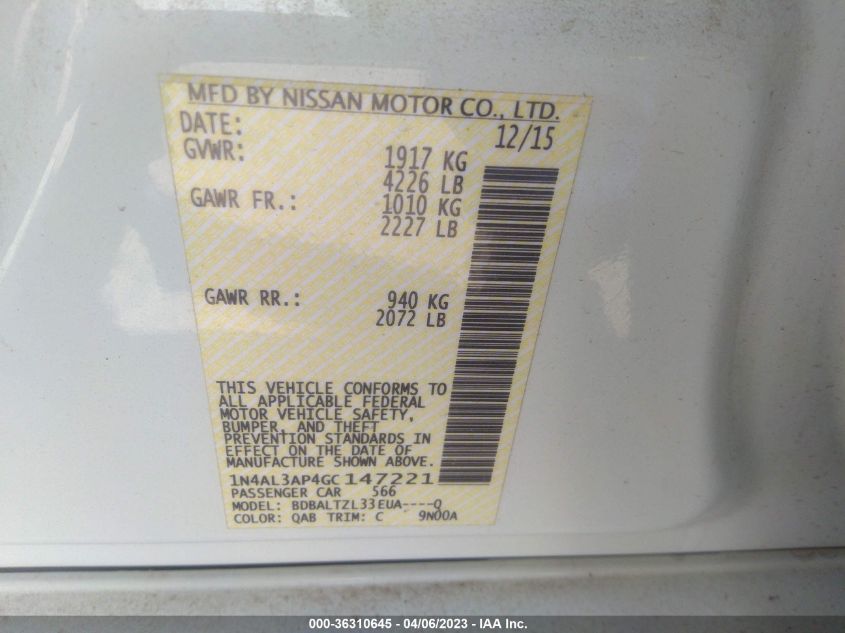 MFD BY NISSAN MOTOR CO., LTD.
DATE: 12/15
GVWR: 1917 KG
4226 LB
GAWR FR.: 1010 KG
2227 LB
GAWR RR.: 940 KG
2072 LB
THIS VEHICLE CONFORMS TO
ALL APPLICABLE FEDERAL
MOTOR VEHICLE SAFETY,
BUMPER, AND THEFT
PREVENTION STANDARDS IN
EFFECT ON THE DATE OF
MANUFACTURE SHOWN ABOVE.
1N4AL3AP4GC147221
PASSENGER CAR 566
MODEL: BDBALTZL33EUA----Q
COLOR: QAB TRIM: C 9N00A
000-36310645 - 04/06/2023 - IAA Inc.